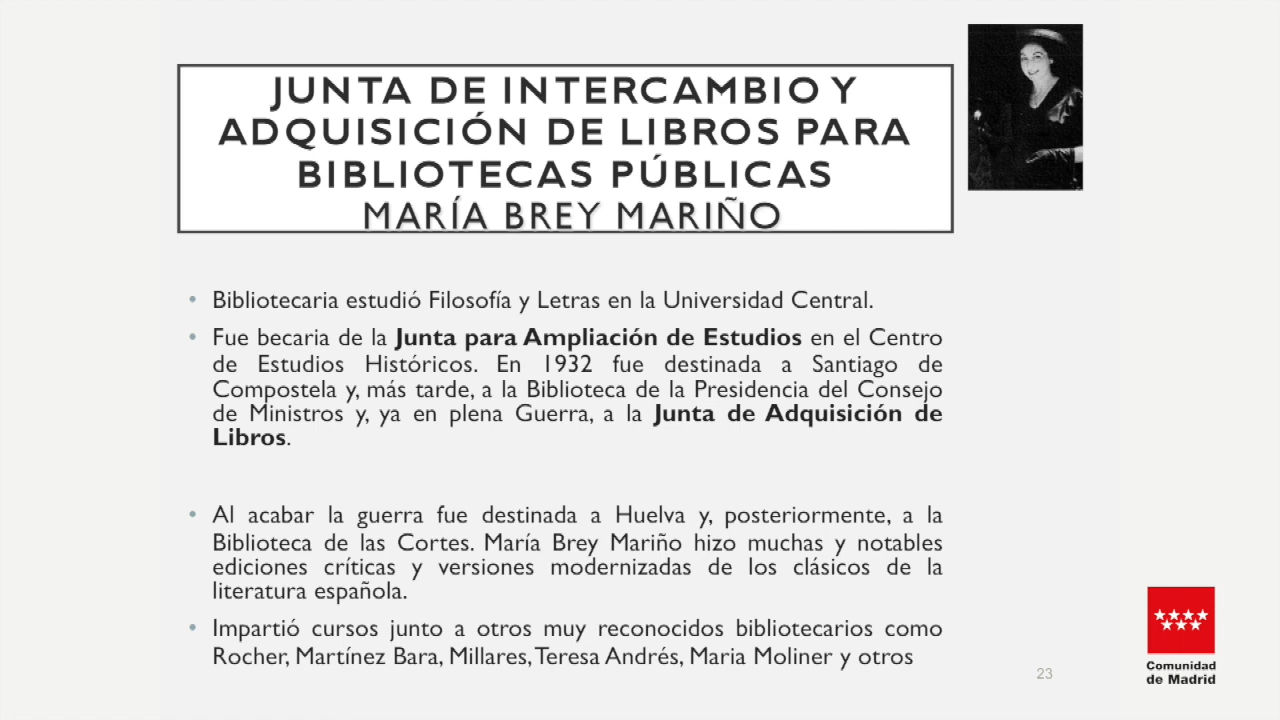 JUNTA DE INTERCAMBIO Y
ADQUISICIÓN DE LIBROS PARA
BIBLIOTECAS PÚBLICAS
MARÍA BREY MARIÑO
• Bibliotecaria estudió Filosofía y Letras en la Universidad Central.
• Fue becaria de la Junta para Ampliación de Estudios en el Centro
de Estudios Históricos. En 1932 fue destinada a Santiago de
Compostela y, más tarde, a la Biblioteca de la Presidencia del Consejo
de Ministros y, ya en plena Guerra, a la Junta de Adquisición de
Libros.
• Al acabar la guerra fue destinada a Huelva y, posteriormente, a la
Biblioteca de las Cortes. María Brey Mariño hizo muchas y notables
ediciones críticas y versiones modernizadas de los clásicos de la
literatura española.
• Impartió cursos junto a otros muy reconocidos bibliotecarios como
Rocher, Martínez Bara, Millares, Teresa Andrés, Maria Moliner y otros
23
Comunidad
de Madrid